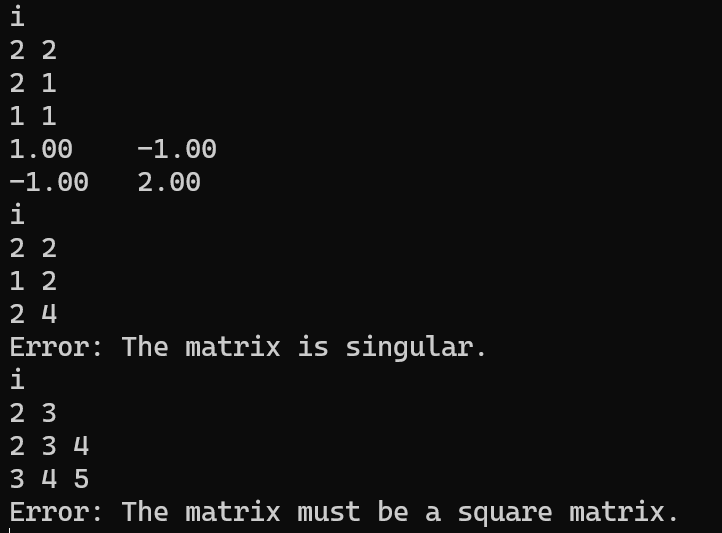 i
2 2
2 1
1 1
1.00    -1.00
-1.00   2.00
i
2 2
1 2
2 4
Error: The matrix is singular.
i
2 3
2 3 4
3 4 5
Error: The matrix must be a square matrix.